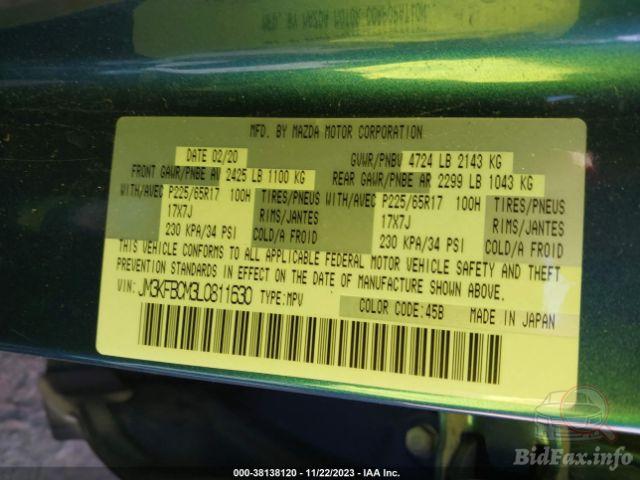 MFD. BY MAZDA MOTOR CORPORATION
DATE 02/20 GVWR/PNBV 4724 LB 2143 KG
FRONT GAWR/PNBE AV 2425 LB 1100 KG REAR GAWR/PNBE AR 2299 LB 1043 KG
WITH/AVEC P225/65R17 100H TIRES/PNEUS WITH/AVEC P225/65R17 100H TIRES/PNEUS
17X7J RIMS/JANTES 17X7J RIMS/JANTES
230 KPA/34 PSI COLD/A FROID 230 KPA/34 PSI COLD/A FROID
THIS VEHICLE CONFORMS TO ALL APPLICABLE FEDERAL MOTOR VEHICLE SAFETY AND THEFT
PREVENTION STANDARDS IN EFFECT ON THE DATE OF MANUFACTURE SHOWN ABOVE.
VIN: JM3KFBCM3L0811630 TYPE:MPV COLOR CODE:45B MADE IN JAPAN
BidFax.info
000-38138120 - 11/22/2023 - IAA Inc.